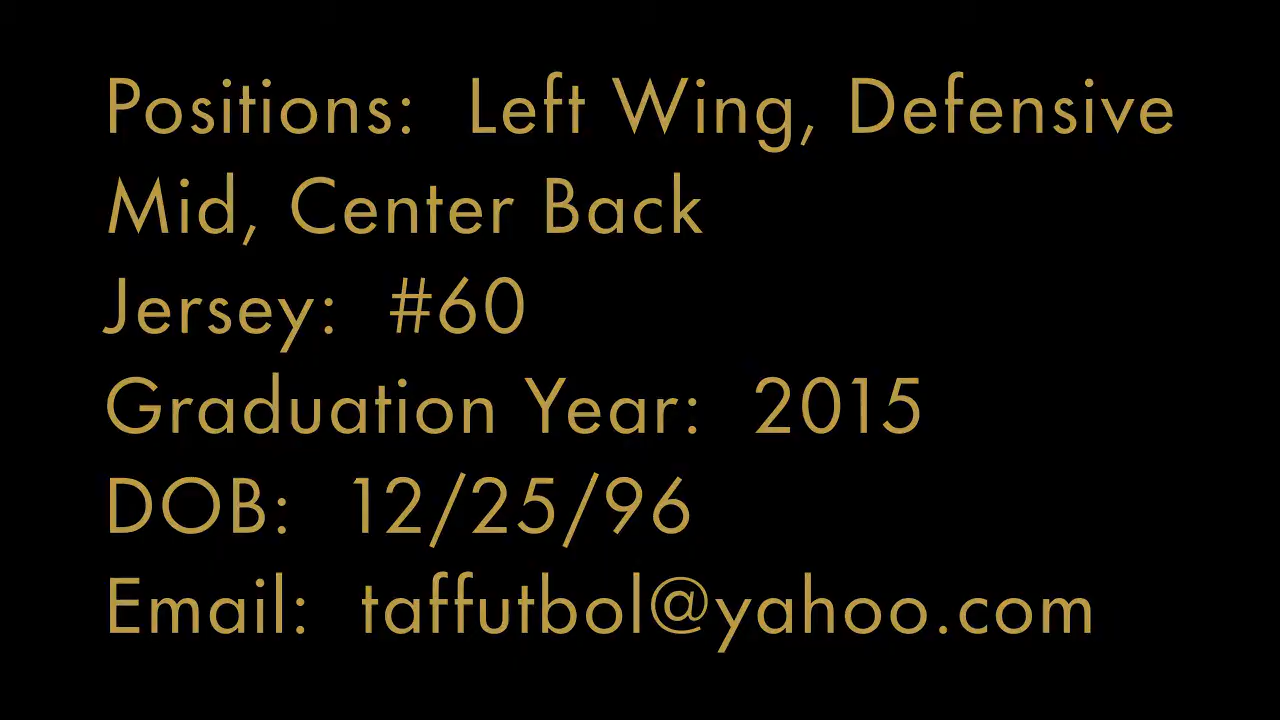 Positions:  Left Wing, Defensive
Mid, Center Back
Jersey:  #60
Graduation Year:  2015
DOB:  12/25/96
Email:  taffutbol@yahoo.com